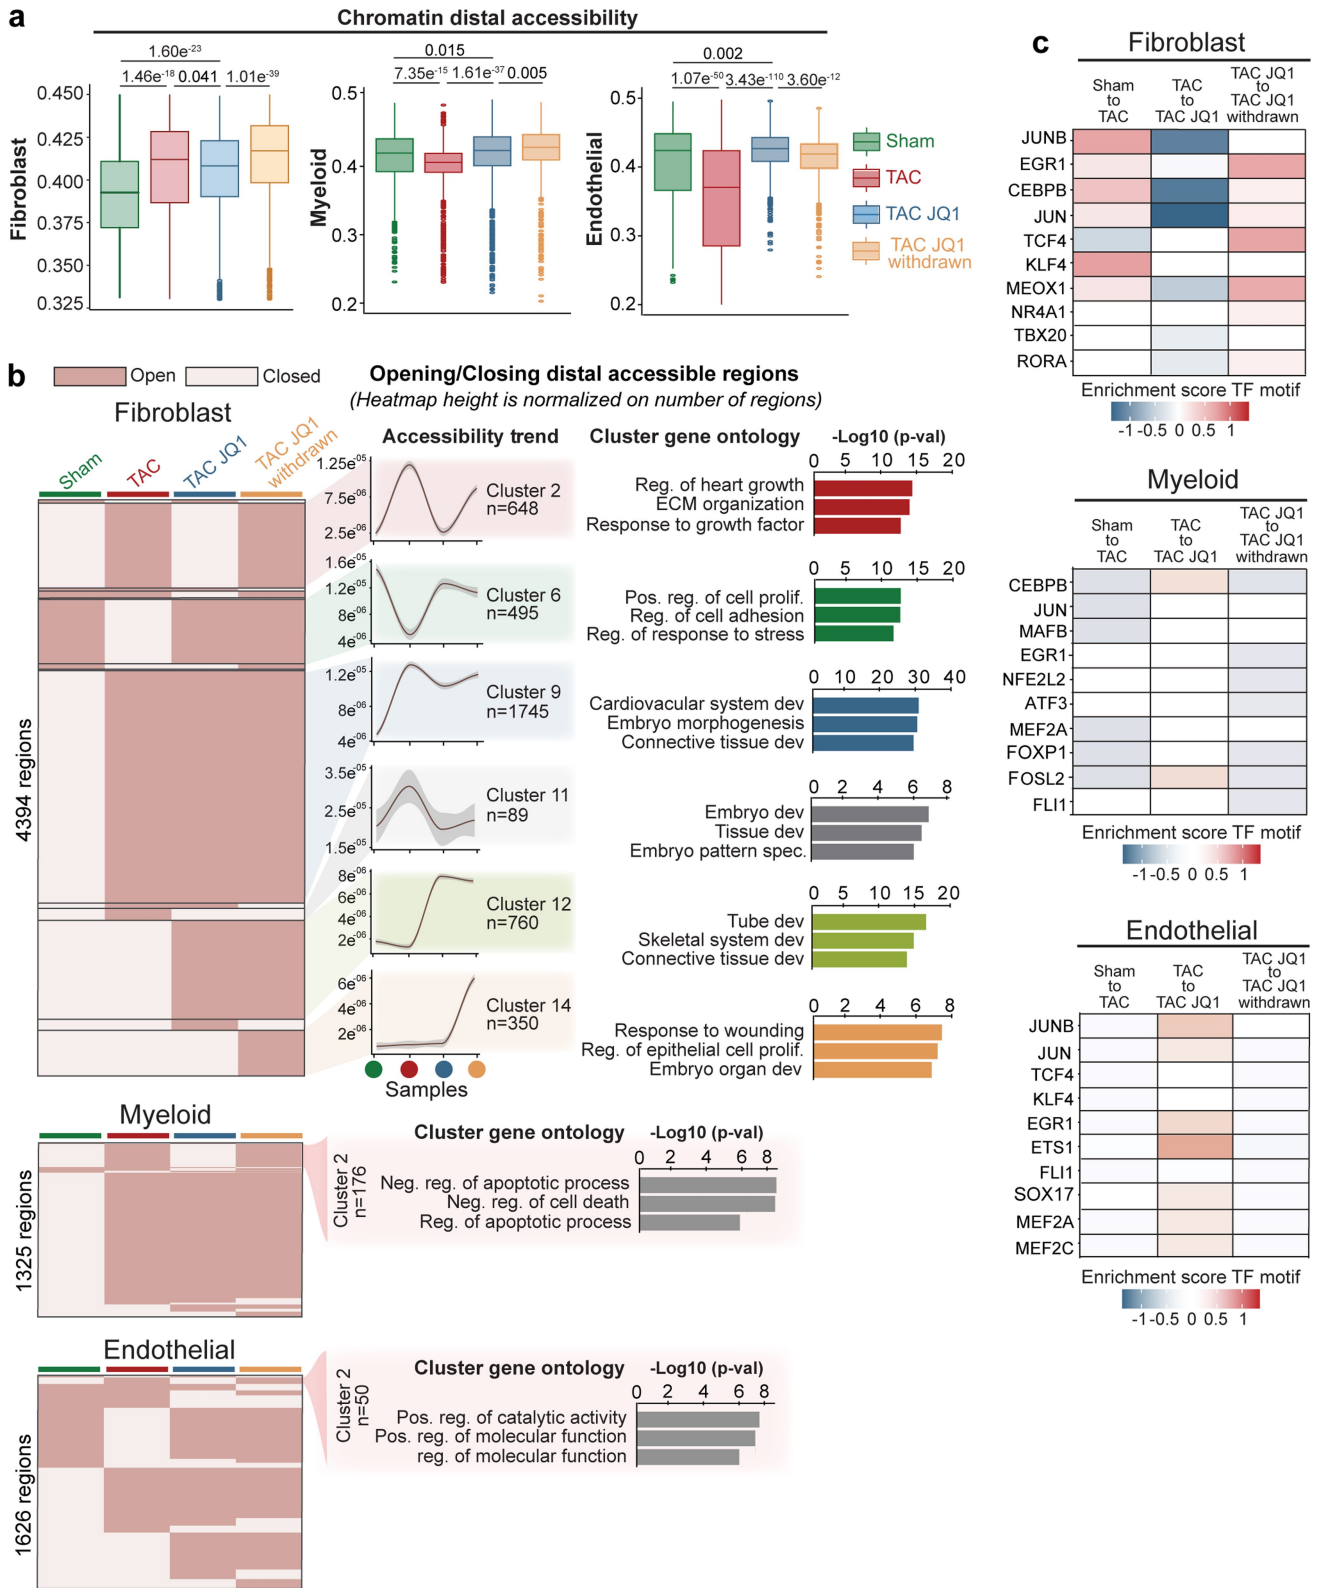 a
Chromatin distal accessibility
1.60e-23
1.46e-18 0.041 1.01e-39
Fibroblast
0.450
0.425
0.400
0.375
0.350
0.325
0.015
7.35e-15 1.61e-37 0.005
Myeloid
0.5
0.4
0.3
0.2
0.002
1.07e-50 3.43e-110 3.60e-12
Endothelial
0.5
0.4
0.3
0.2
Sham
TAC
TAC JQ1
TAC JQ1
withdrawn
b
Open
Closed
Opening/Closing distal accessible regions
(Heatmap height is normalized on number of regions)
Fibroblast
Sham
TAC
TAC JQ1
TAC JQ1
withdrawn
4394 regions
Accessibility trend
Cluster gene ontology
-Log10 (p-val)
1.25e-05
7.5e-06
2.5e-06
Cluster 2
n=648
0 5 10 15 20
Reg. of heart growth
ECM organization
Response to growth factor
1.6e-05
1.2e-06
8e-06
4e-06
Cluster 6
n=495
0 5 10 15 20
Pos. reg. of cell prolif.
Reg. of cell adhesion
Reg. of response to stress
1.2e-05
8e-06
4e-06
Cluster 9
n=1745
0 10 20 30 40
Cardiovascular system dev
Embryo morphogenesis
Connective tissue dev
3.5e-05
2.5e-06
1.5e-06
Cluster 11
n=89
0 2 4 6 8
Embryo dev
Tissue dev
Embryo pattern spec.
8e-06
6e-06
4e-06
2e-06
Cluster 12
n=760
0 5 10 15 20
Tube dev
Skeletal system dev
Connective tissue dev
6e-06
4e-06
2e-06
Cluster 14
n=350
0 2 4 6 8
Response to wounding
Reg. of epithelial cell prolif.
Embryo organ dev
Samples
Myeloid
1325 regions
Cluster 2
n=176
Cluster gene ontology
-Log10 (p-val)
0 2 4 6 8
Neg. reg. of apoptotic process
Neg. reg. of cell death
Reg. of apoptotic process
Endothelial
1626 regions
Cluster 2
n=50
Cluster gene ontology
-Log10 (p-val)
0 2 4 6 8
Pos. reg. of catalytic activity
Pos. reg. of molecular function
reg. of molecular function
c
Fibroblast
Sham
to
TAC
TAC
to
TAC JQ1
TAC JQ1
to
TAC JQ1
withdrawn
JUNB
EGR1
CEBPB
JUN
TCF4
KLF4
MEOX1
NR4A1
TBX20
RORA
Enrichment score TF motif
-1 -0.5 0 0.5 1
Myeloid
Sham
to
TAC
TAC
to
TAC JQ1
TAC JQ1
to
TAC JQ1
withdrawn
CEBPB
JUN
MAFB
EGR1
NFE2L2
ATF3
MEF2A
FOXP1
FOSL2
FLI1
Enrichment score TF motif
-1 -0.5 0 0.5 1
Endothelial
Sham
to
TAC
TAC
to
TAC JQ1
TAC JQ1
to
TAC JQ1
withdrawn
JUNB
JUN
TCF4
KLF4
EGR1
ETS1
FLI1
SOX17
MEF2A
MEF2C
Enrichment score TF motif
-1 -0.5 0 0.5 1